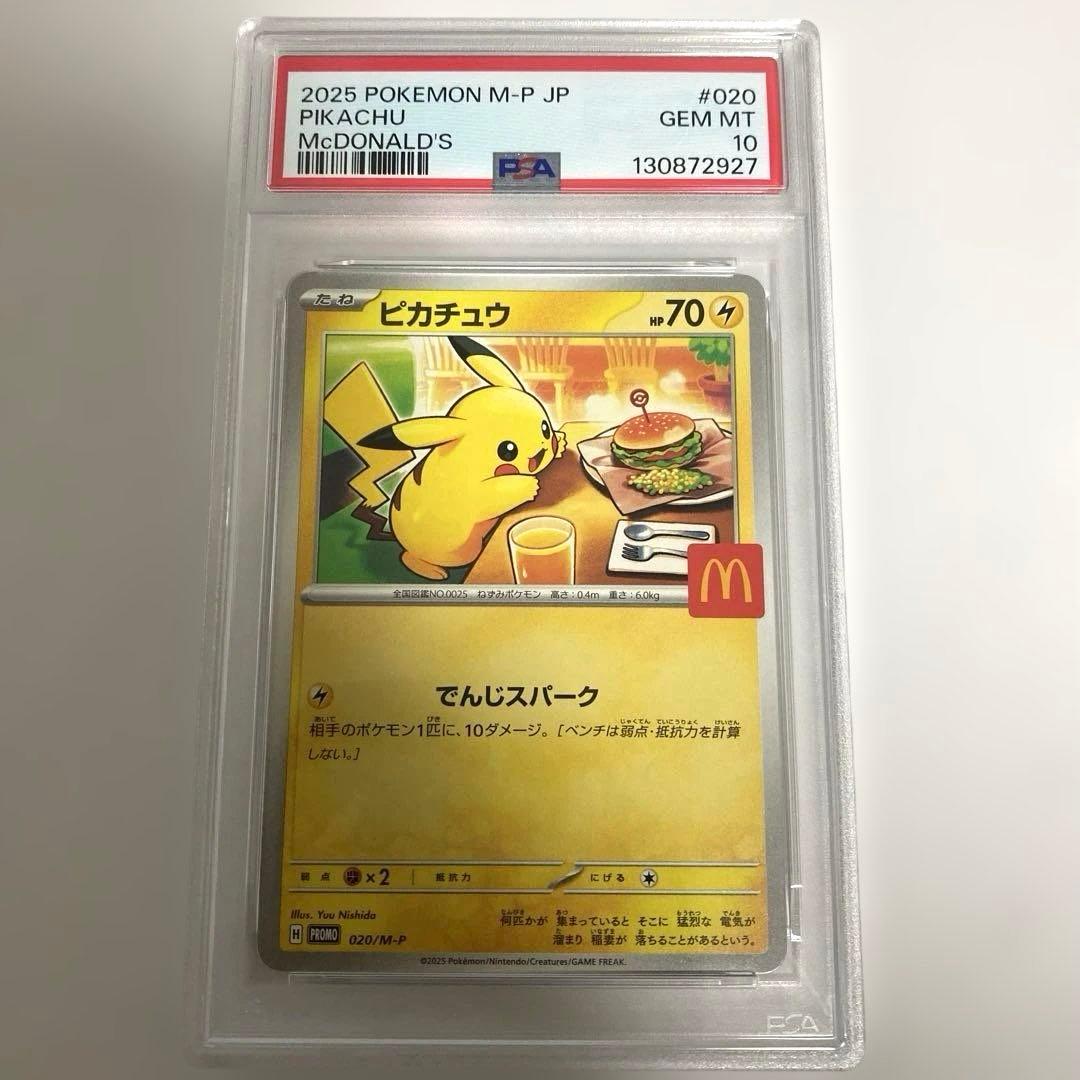 2025 POKEMON M-P JP #020
PIKACHU GEM MT
McDONALD'S 10
PSA 130872927
たね ピカチュウ HP70
M
全国図鑑NO.0025 ねずみポケモン 高さ:0.4m 重さ:6.0kg
でんじスパーク
相手のポケモン1匹に、10ダメージ。[ベンチは弱点・抵抗力を計算
しない。]
弱点 ×2 抵抗力 にげる
Illus. Yuu Nishida
何匹かが 集まっていると そこに 猛烈な 電気が
溜まり 稲妻が 落ちることがあるという。
H PROMO 020/M-P
©2025 Pokémon/Nintendo/Creatures/GAME FREAK.
PSA